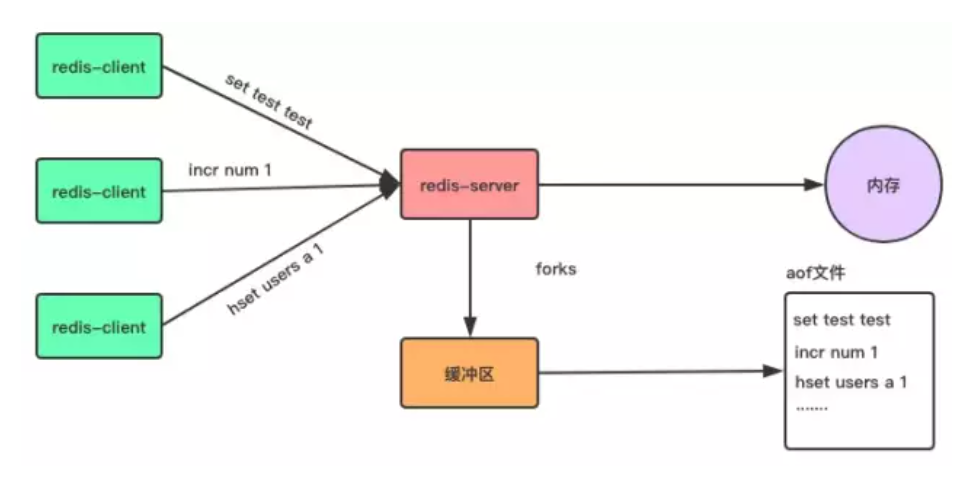 redis-client
set test test
redis-client
incr num 1
redis-client
hset users a 1
redis-server
内存
forks
缓冲区
aof文件
set test test
incr num 1
hset users a 1
.......